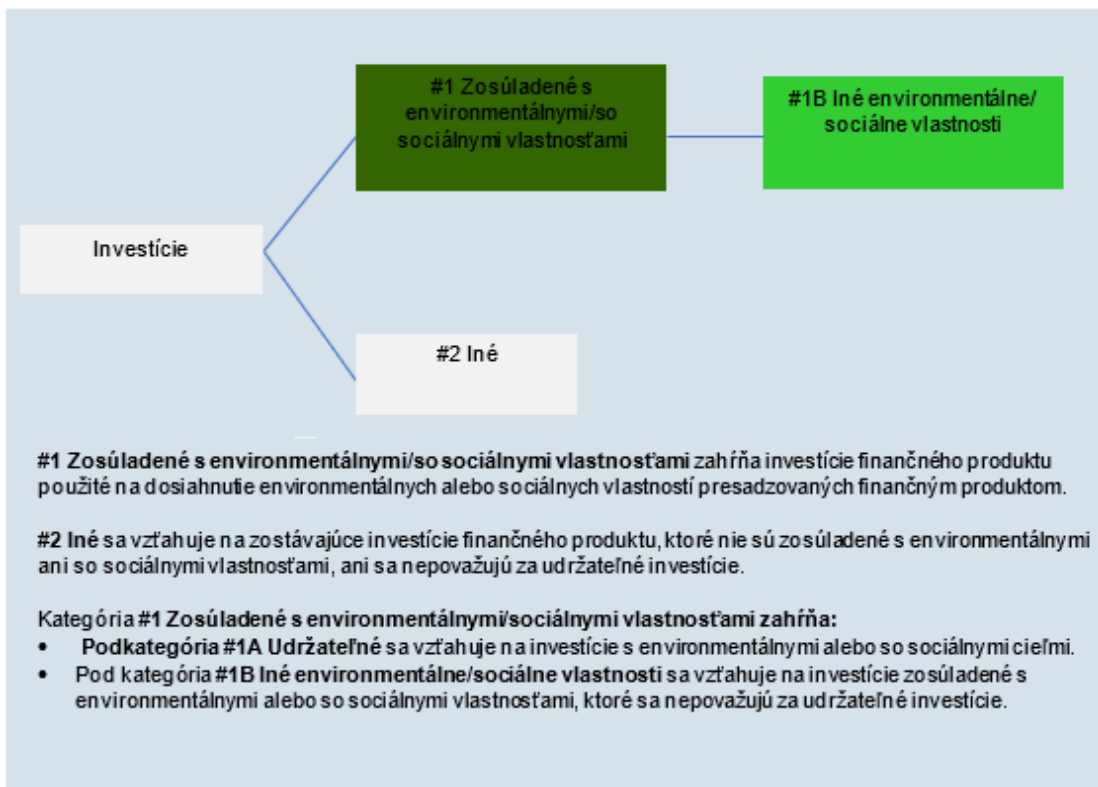 #1 Zosúladené s
environmentálnymi/so
sociálnymi vlastnosťami
#1B Iné environmentálne/
sociálne vlastnosti
Investície
#2 Iné
#1 Zosúladené s environmentálnymi/so sociálnymi vlastnosťami zahŕňa investície finančného produktu
použité na dosiahnutie environmentálnych alebo sociálnych vlastností presadzovaných finančným produktom.
#2 Iné sa vzťahuje na zostávajúce investície finančného produktu, ktoré nie sú zosúladené s environmentálnymi
ani so sociálnymi vlastnosťami, ani sa nepovažujú za udržateľné investície.
Kategória #1 Zosúladené s environmentálnymi/sociálnymi vlastnosťami zahŕňa:
• Podkategória #1A Udržateľné sa vzťahuje na investície s environmentálnymi alebo so sociálnymi cieľmi.
• Pod kategória #1B Iné environmentálne/sociálne vlastnosti sa vzťahuje na investície zosúladené s
environmentálnymi alebo so sociálnymi vlastnosťami, ktoré sa nepovažujú za udržateľné investície.